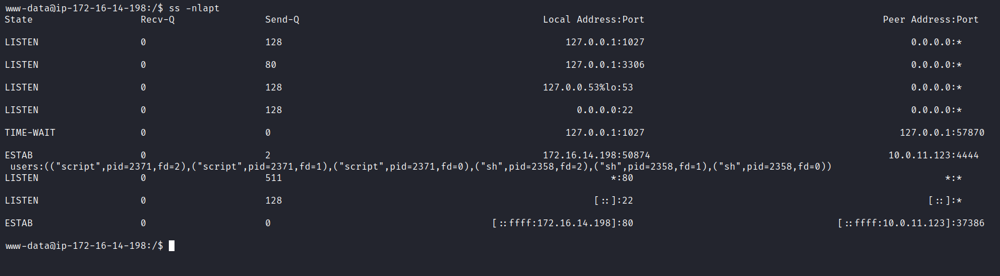 www-data@ip-172-16-14-198:/$ ss -nlapt
State Recv-Q Send-Q Local Address:Port Peer Address:Port
LISTEN 0 128 127.0.0.1:1027 0.0.0.0:*
LISTEN 0 80 127.0.0.1:3306 0.0.0.0:*
LISTEN 0 128 127.0.0.53%lo:53 0.0.0.0:*
LISTEN 0 128 0.0.0.0:22 0.0.0.0:*
TIME-WAIT 0 0 127.0.0.1:1027 127.0.0.1:57870
ESTAB 0 2 172.16.14.198:50874 10.0.11.123:4444
users:(("script",pid=2371,fd=2),("script",pid=2371,fd=1),("script",pid=2371,fd=0),("sh",pid=2358,fd=2),("sh",pid=2358,fd=1),("sh",pid=2358,fd=0))
LISTEN 0 511 *:80 *:*
LISTEN 0 128 [::]:22 [::]:*
ESTAB 0 0 [::ffff:172.16.14.198]:80 [::ffff:10.0.11.123]:37386
www-data@ip-172-16-14-198:/$